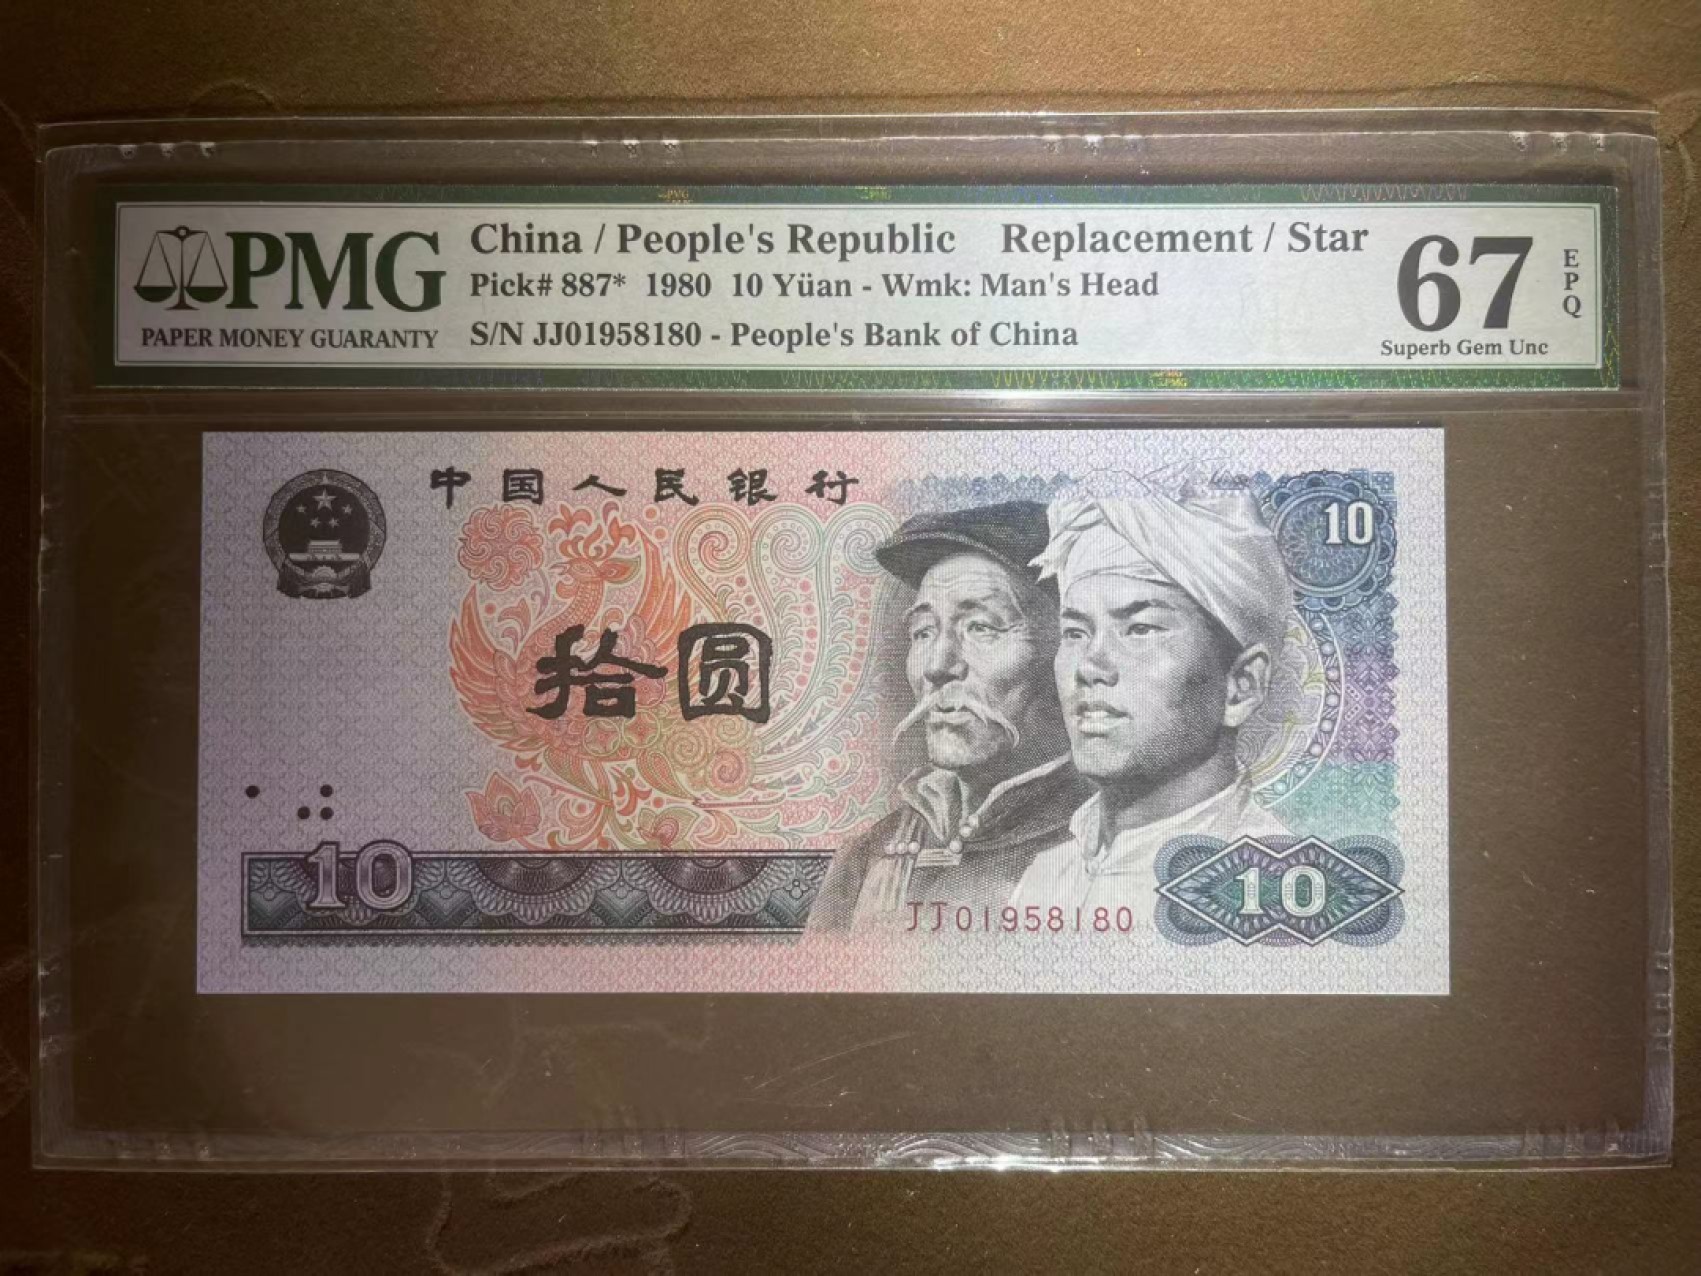 PMG
PAPER MONEY GUARANTY
China / People's Republic Replacement / Star
Pick# 887* 1980 10 Yüan - Wmk: Man's Head
S/N JJ01958180 - People's Bank of China
67
EPQ
Superb Gem Unc
中国人民银行
10
拾圆
10
JJ01958180
10